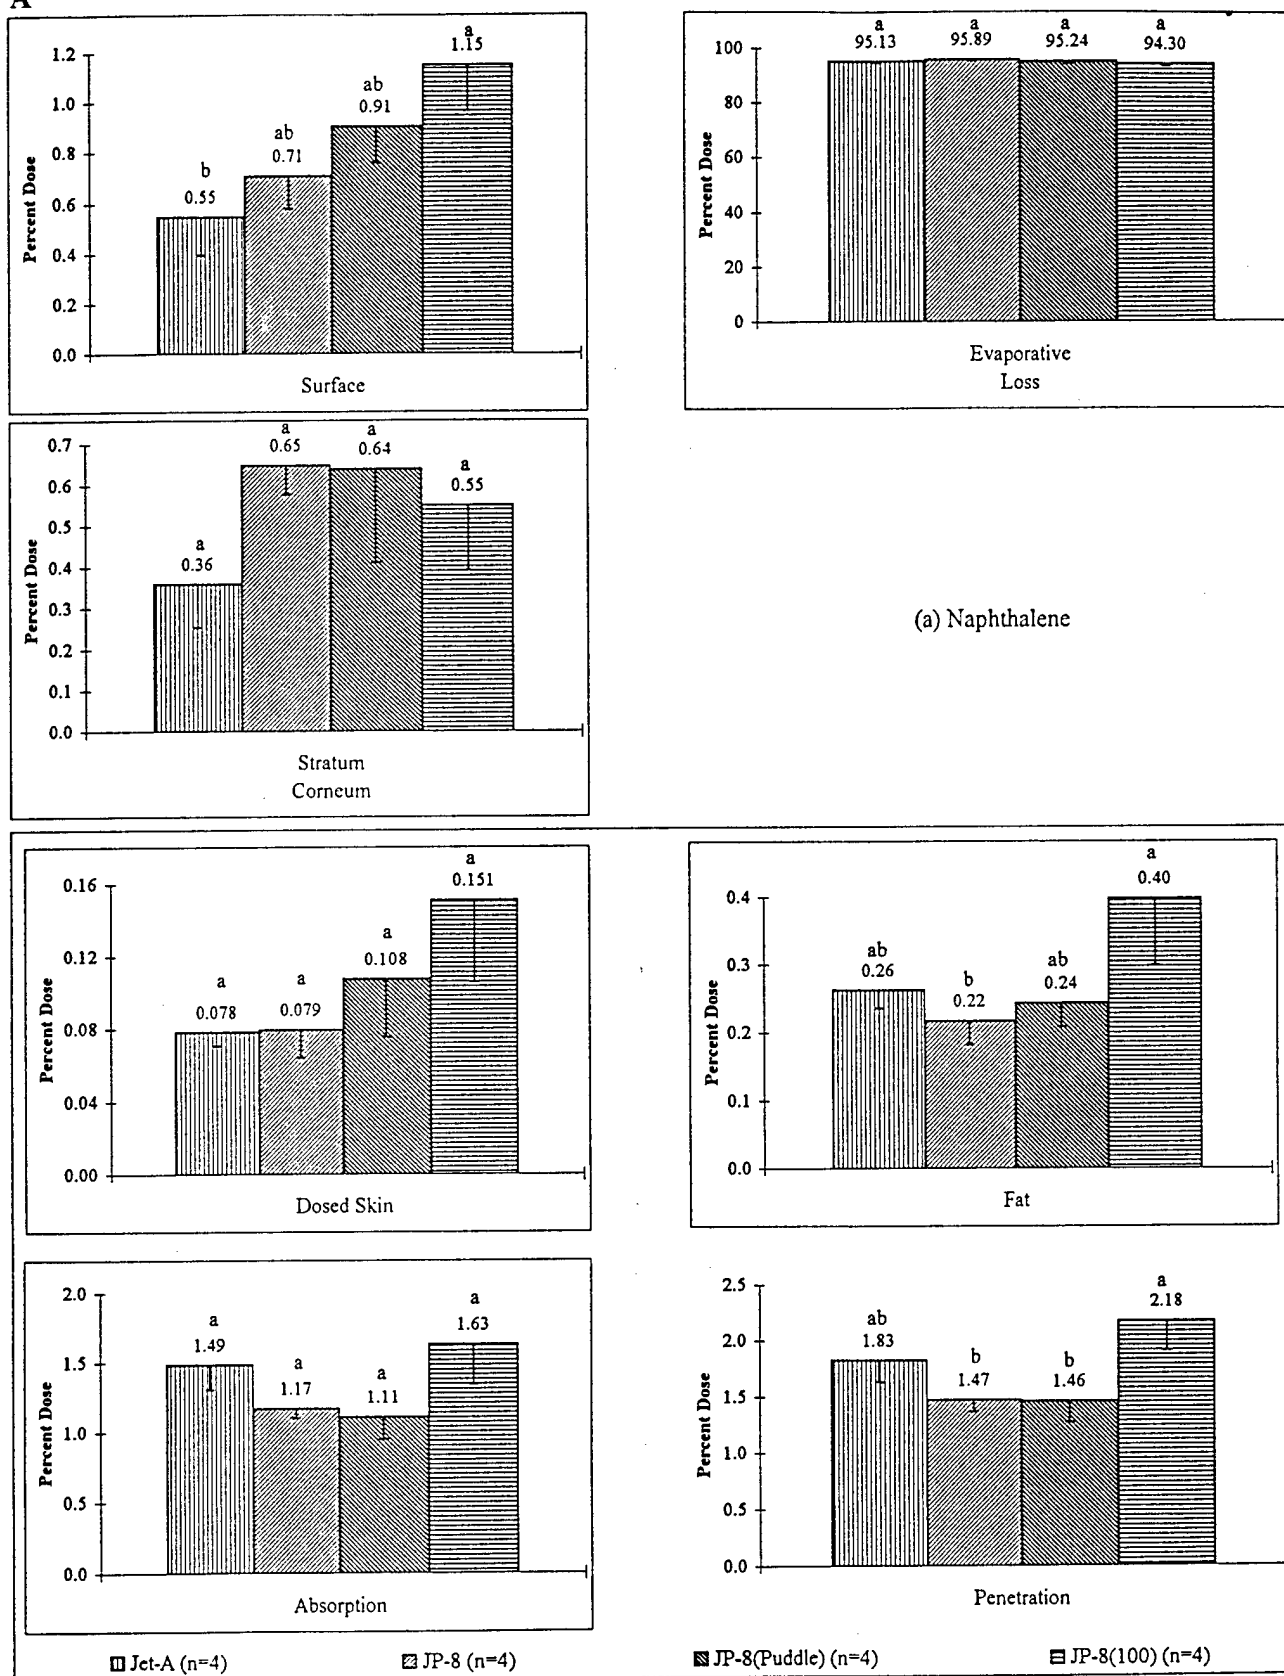 A
a
1.15
1.2
1.0
0.8
0.6
0.4
0.2
0.0
Percent Dose
b
0.55
ab
0.71
ab
0.91
Surface
a
95.13
a
95.89
a
95.24
a
94.30
100
80
60
40
20
0
Percent Dose
Evaporative
Loss
0.7
0.6
0.5
0.4
0.3
0.2
0.1
0.0
Percent Dose
a
0.36
a
0.65
a
0.64
a
0.55
Stratum
Corneum
(a) Naphthalene
0.16
0.12
0.08
0.04
0.00
Percent Dose
a
0.078
a
0.079
a
0.108
a
0.151
Dosed Skin
0.4
0.3
0.2
0.1
0.0
Percent Dose
ab
0.26
b
0.22
ab
0.24
a
0.40
Fat
2.0
1.5
1.0
0.5
0.0
Percent Dose
a
1.49
a
1.17
a
1.11
a
1.63
Absorption
2.5
2.0
1.5
1.0
0.5
0.0
Percent Dose
ab
1.83
b
1.47
b
1.46
a
2.18
Penetration
Jet-A (n=4)
JP-8 (n=4)
JP-8(Puddle) (n=4)
JP-8(100) (n=4)